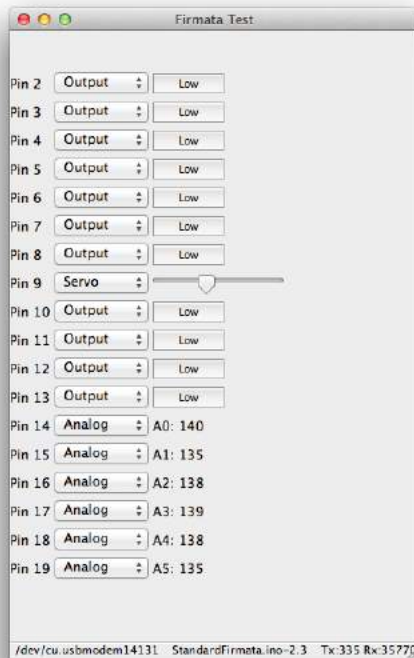 Firmata Test
Pin 2 Output Low
Pin 3 Output Low
Pin 4 Output Low
Pin 5 Output Low
Pin 6 Output Low
Pin 7 Output Low
Pin 8 Output Low
Pin 9 Servo
Pin 10 Output Low
Pin 11 Output Low
Pin 12 Output Low
Pin 13 Output Low
Pin 14 Analog A0: 140
Pin 15 Analog A1: 135
Pin 16 Analog A2: 138
Pin 17 Analog A3: 139
Pin 18 Analog A4: 138
Pin 19 Analog A5: 135
/dev/cu.usbmodem14131 StandardFirmata.ino-2.3 Tx:335